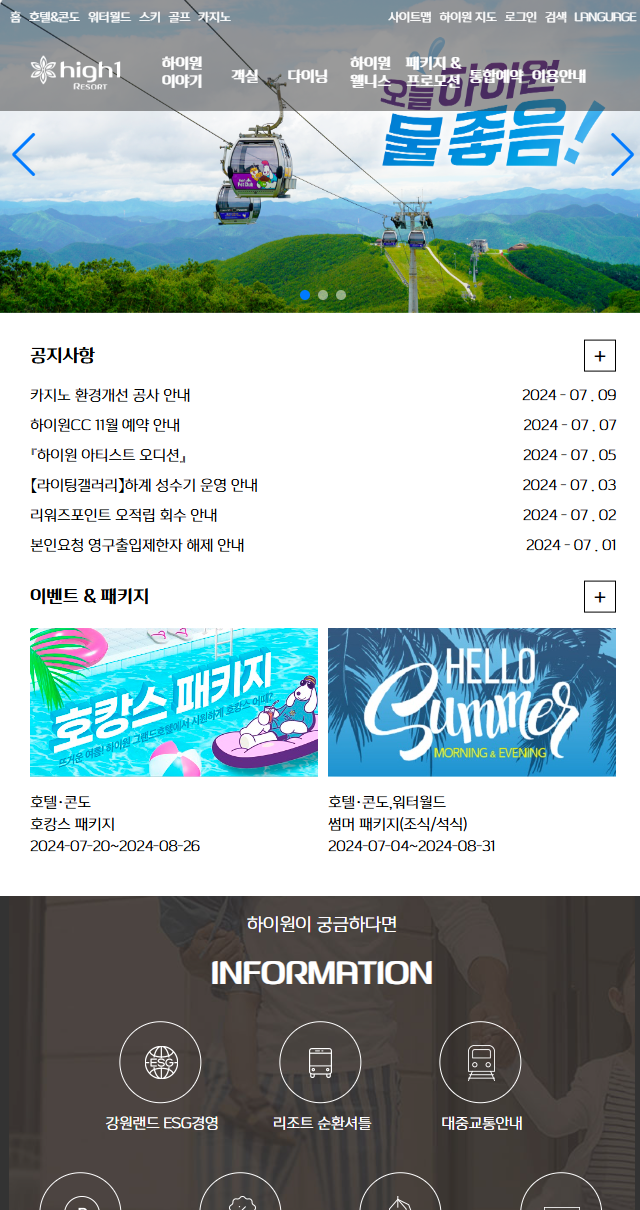 홈 호텔&콘도 워터월드 스키 골프 카지노
사이트맵 하이원 지도 로그인 검색 LANGUAGE
high1
RESORT
하이원
이야기
객실
다이닝
하이원
웰니스
패키지 &
프로모션
통합예약
이용안내
오늘 하이원
물좋음!
공지사항
+
카지노 환경개선 공사 안내 2024 - 07 . 09
하이원CC 11월 예약 안내 2024 - 07 . 07
『하이원 아티스트 오디션』 2024 - 07 . 05
【라이팅갤러리】하계 성수기 운영 안내 2024 - 07 . 03
리워즈포인트 오적립 회수 안내 2024 - 07 . 02
본인요청 영구출입제한자 해제 안내 2024 - 07 . 01
이벤트 & 패키지
+
호캉스 패키지
뜨거운 여름! 하이원 그랜드호텔에서 시원하게 호캉스 어때?
HELLO
Summer
MORNING & EVENING
호텔·콘도
호캉스 패키지
2024-07-20~2024-08-26
호텔·콘도,워터월드
썸머 패키지(조식/석식)
2024-07-04~2024-08-31
하이원이 궁금하다면
INFORMATION
ESG
강원랜드 ESG경영
리조트 순환셔틀
대중교통안내